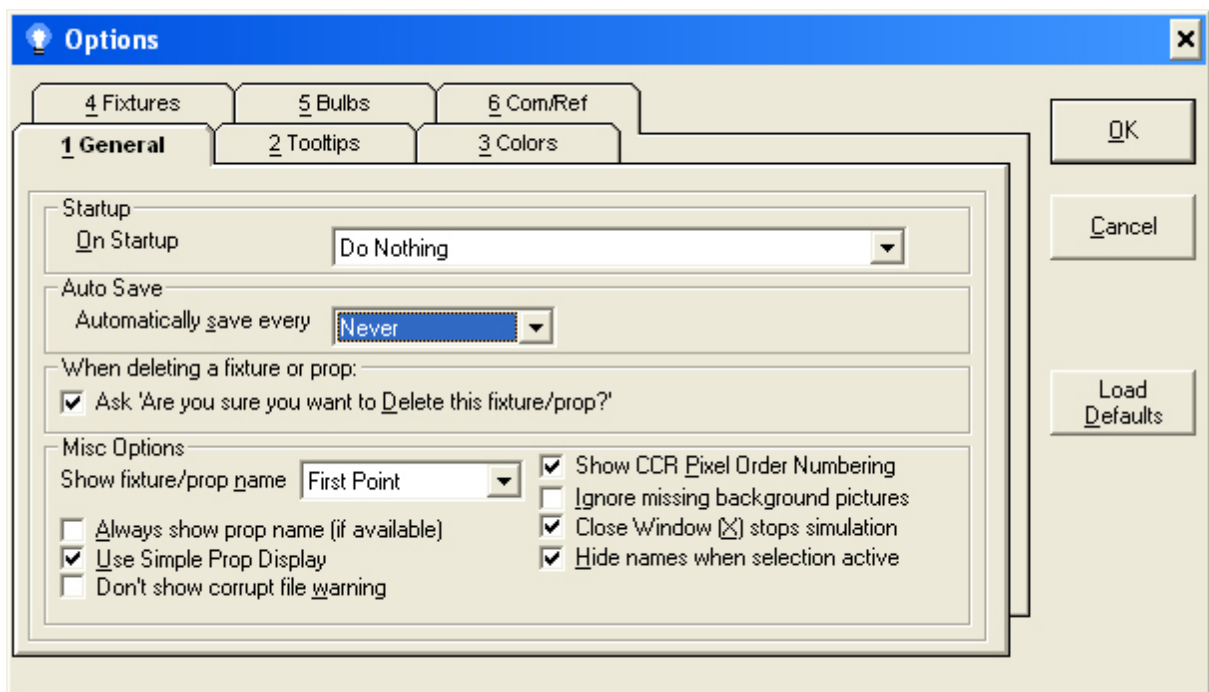 Options
4 Fixtures
5 Bulbs
6 Com/Ref
1 General
2 Tooltips
3 Colors
OK
Cancel
Load
Defaults
Startup
On Startup
Do Nothing
Auto Save
Automatically save every
Never
When deleting a fixture or prop:
Ask 'Are you sure you want to Delete this fixture/prop?'
Misc Options
Show fixture/prop name
First Point
Always show prop name (if available)
Use Simple Prop Display
Don't show corrupt file warning
Show CCR Pixel Order Numbering
Ignore missing background pictures
Close Window (X) stops simulation
Hide names when selection active